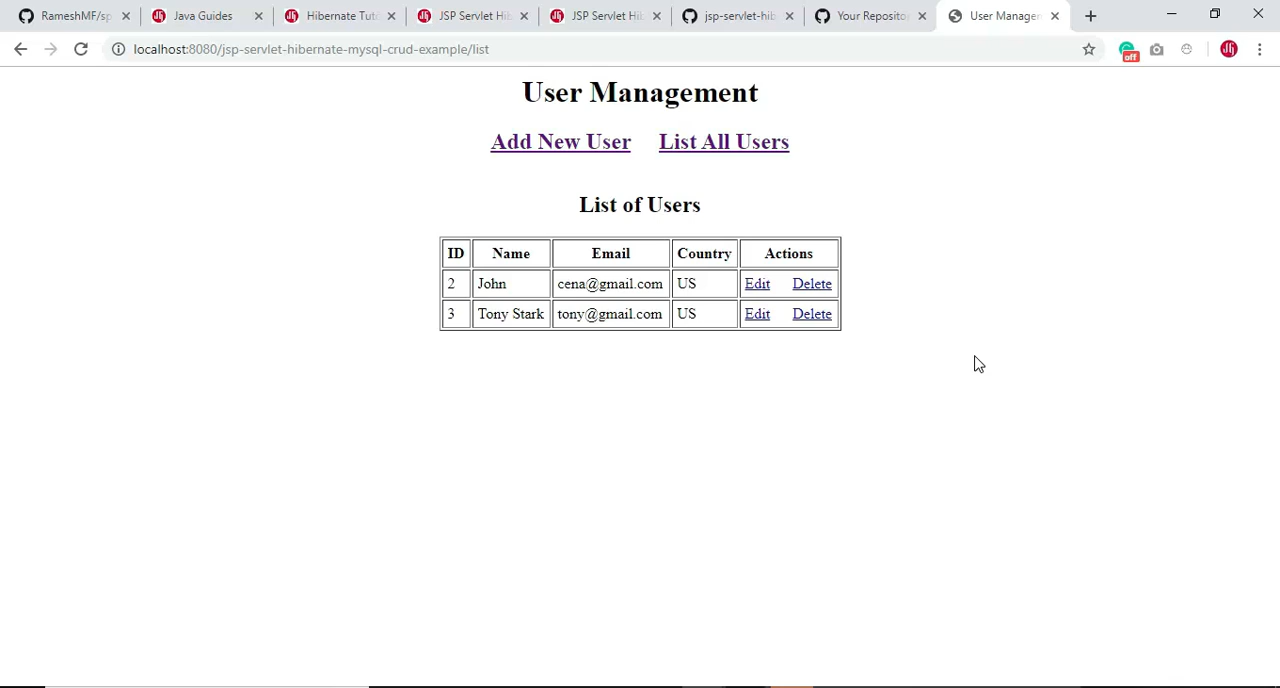 RameshMF/sp
Java Guides
Hibernate Tut
JSP Servlet Hi
JSP Servlet Hi
jsp-servlet-hib
Your Reposito
User Manager
localhost:8080/jsp-servlet-hibernate-mysql-crud-example/list
off
User Management
Add New User List All Users
List of Users
ID Name Email Country Actions
2 John cena@gmail.com US Edit Delete
3 Tony Stark tony@gmail.com US Edit Delete